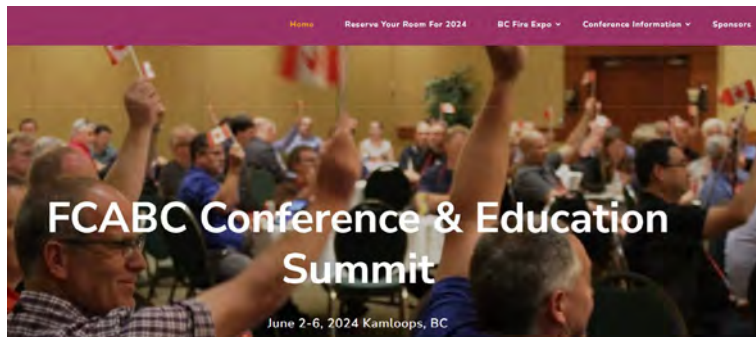 Home Reserve Your Room For 2024 BC Fire Expo Conference Information Sponsors
FCABC Conference & Education
Summit
June 2-6, 2024 Kamloops, BC